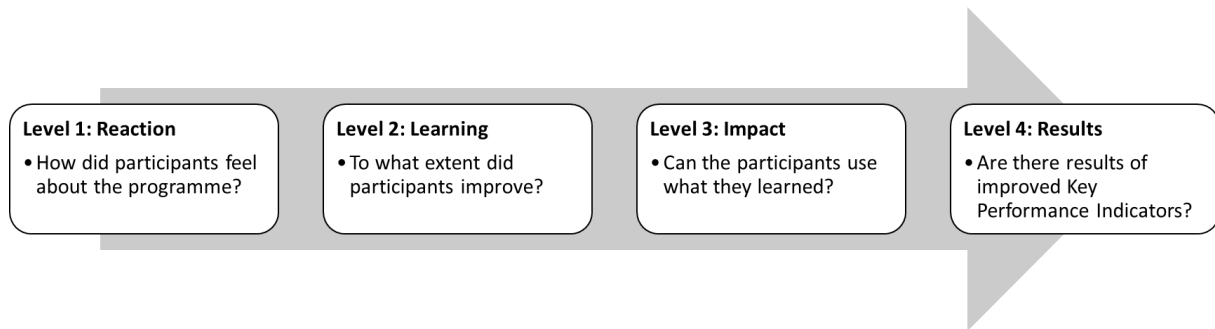 Level 1: Reaction
• How did participants feel
about the programme?
Level 2: Learning
• To what extent did
participants improve?
Level 3: Impact
• Can the participants use
what they learned?
Level 4: Results
• Are there results of
improved Key
Performance Indicators?